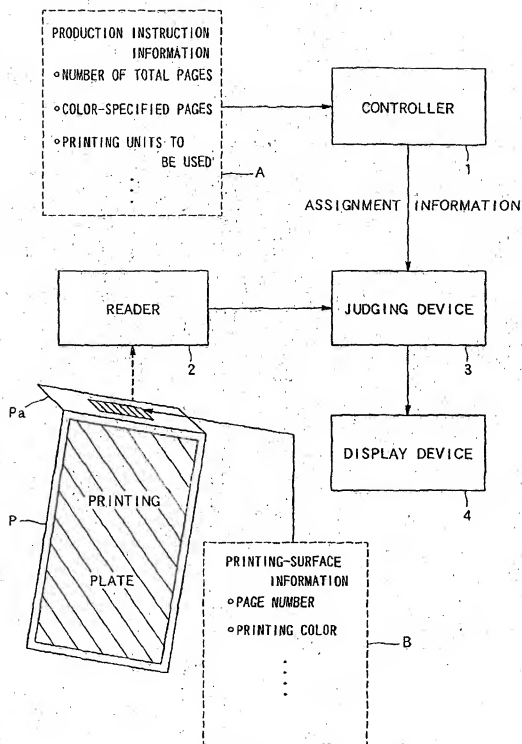 PRODUCTION INSTRUCTION
INFORMATION
NUMBER OF TOTAL PAGES
COLOR-SPECIFIED PAGES
PRINTING UNITS TO
BE USED
A
CONTROLLER
1
ASSIGNMENT INFORMATION
READER
2
JUDGING DEVICE
3
Pa
DISPLAY DEVICE
4
P
PRINTING
PLATE
PRINTING-SURFACE
INFORMATION
PAGE NUMBER
PRINTING COLOR
B